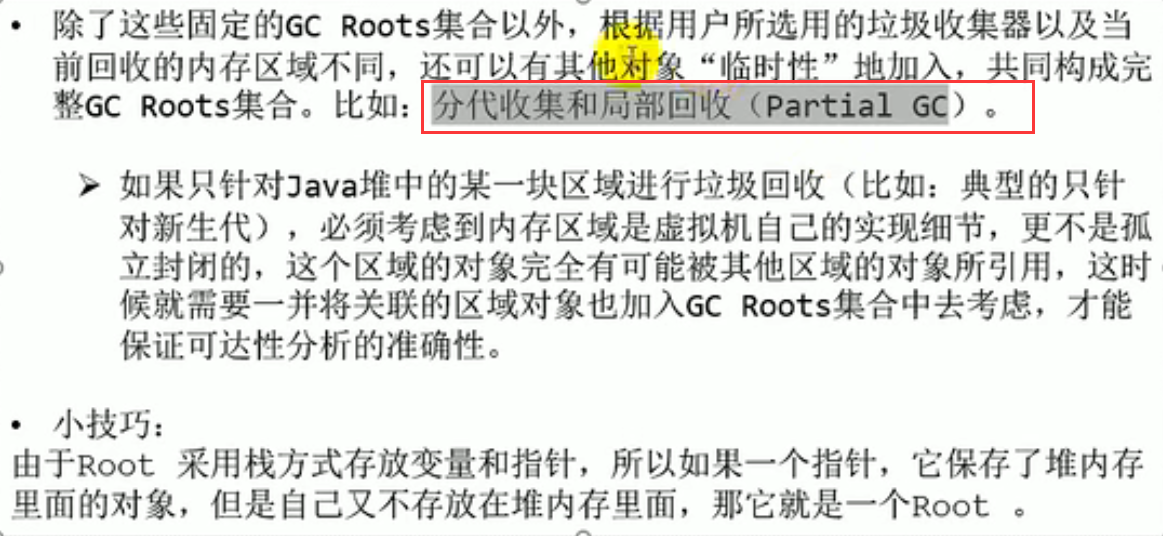 • 除了这些固定的GC Roots集合以外，根据用户所选用的垃圾收集器以及当
前回收的内存区域不同，还可以有其他对象“临时性”地加入，共同构成完
整GC Roots集合。比如：分代收集和局部回收（Partial GC）。
➢ 如果只针对Java堆中的某一块区域进行垃圾回收（比如：典型的只针
对新生代），必须考虑到内存区域是虚拟机自己的实现细节，更不是孤
立封闭的，这个区域的对象完全有可能被其他区域的对象所引用，这时
候就需要一并将关联的区域对象也加入GC Roots集合中去考虑，才能
保证可达性分析的准确性。
• 小技巧：
由于Root 采用栈方式存放变量和指针，所以如果一个指针，它保存了堆内存
里面的对象，但是自己又不存放在堆内存里面，那它就是一个Root 。